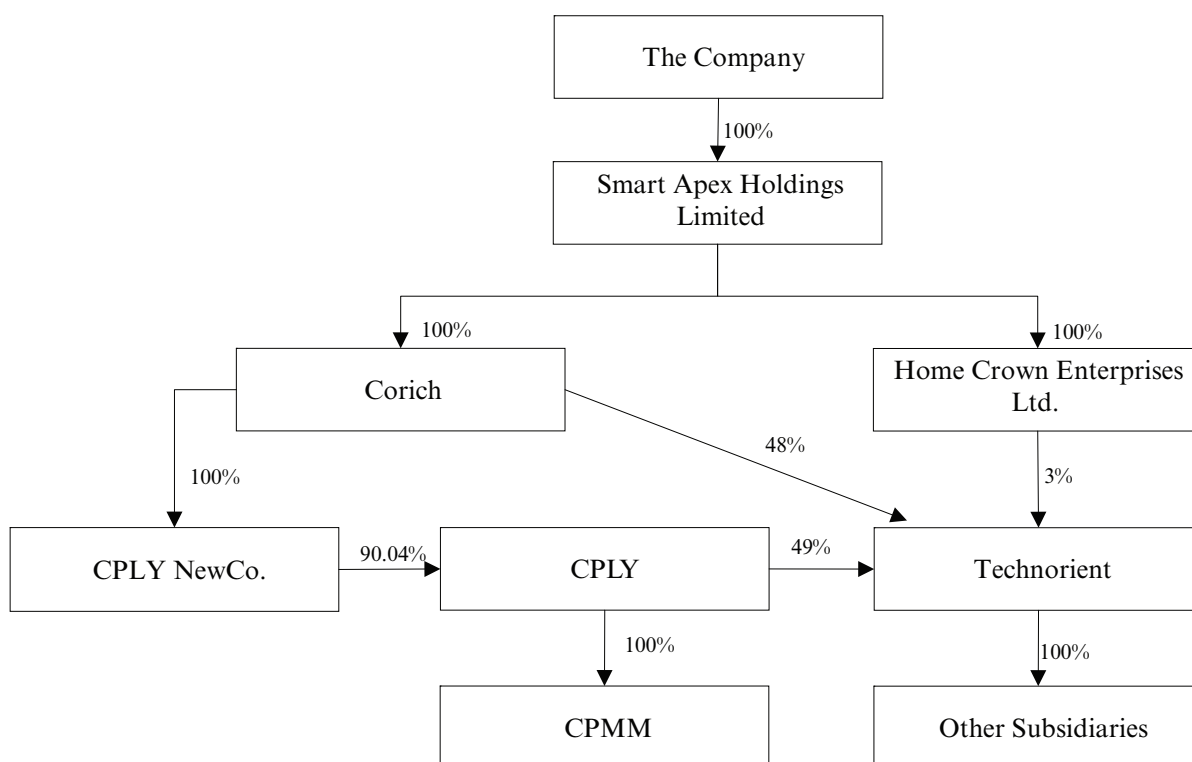 The Company
100%
Smart Apex Holdings
Limited
100%
100%
Corich
Home Crown Enterprises
Ltd.
48%
100%
3%
CPLY NewCo.
90.04%
CPLY
49%
Technorient
100%
100%
CPMM
Other Subsidiaries